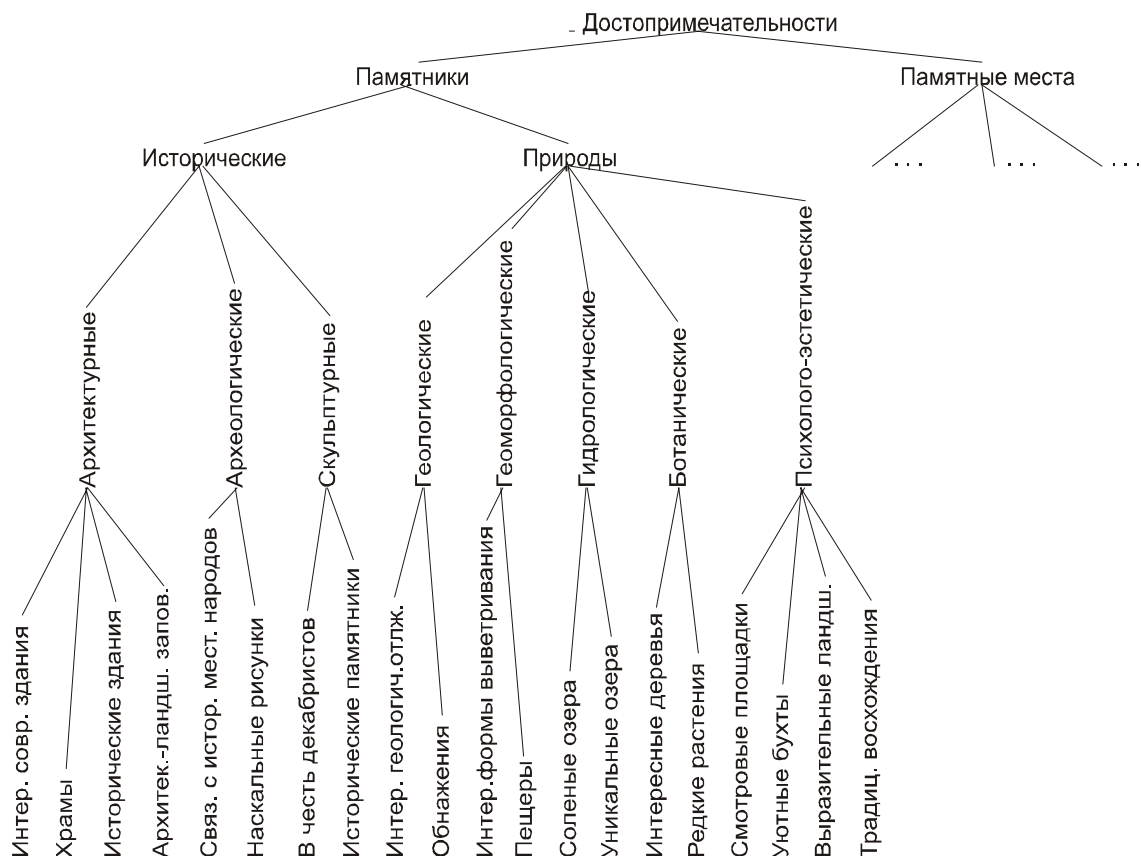 Достопримечательности
Памятники
Памятные места
Исторические
Природы
...
...
...
Архитектурные
Археологические
Скульптурные
Геологические
Геоморфологические
Гидрологические
Ботанические
Психолого-эстетические
Интер. совр. здания
Храмы
Исторические здания
Архитек.-ландш. запов.
Связ. с истор. мест. народов
Наскальные рисунки
В честь декабристов
Исторические памятники
Интер. геологич.отлж.
Обнажения
Интер.формы выветривания
Пещеры
Соленые озера
Уникальные озера
Интересные деревья
Редкие растения
Смотровые площадки
Уютные бухты
Выразительные ландш.
Традиц. восхождения